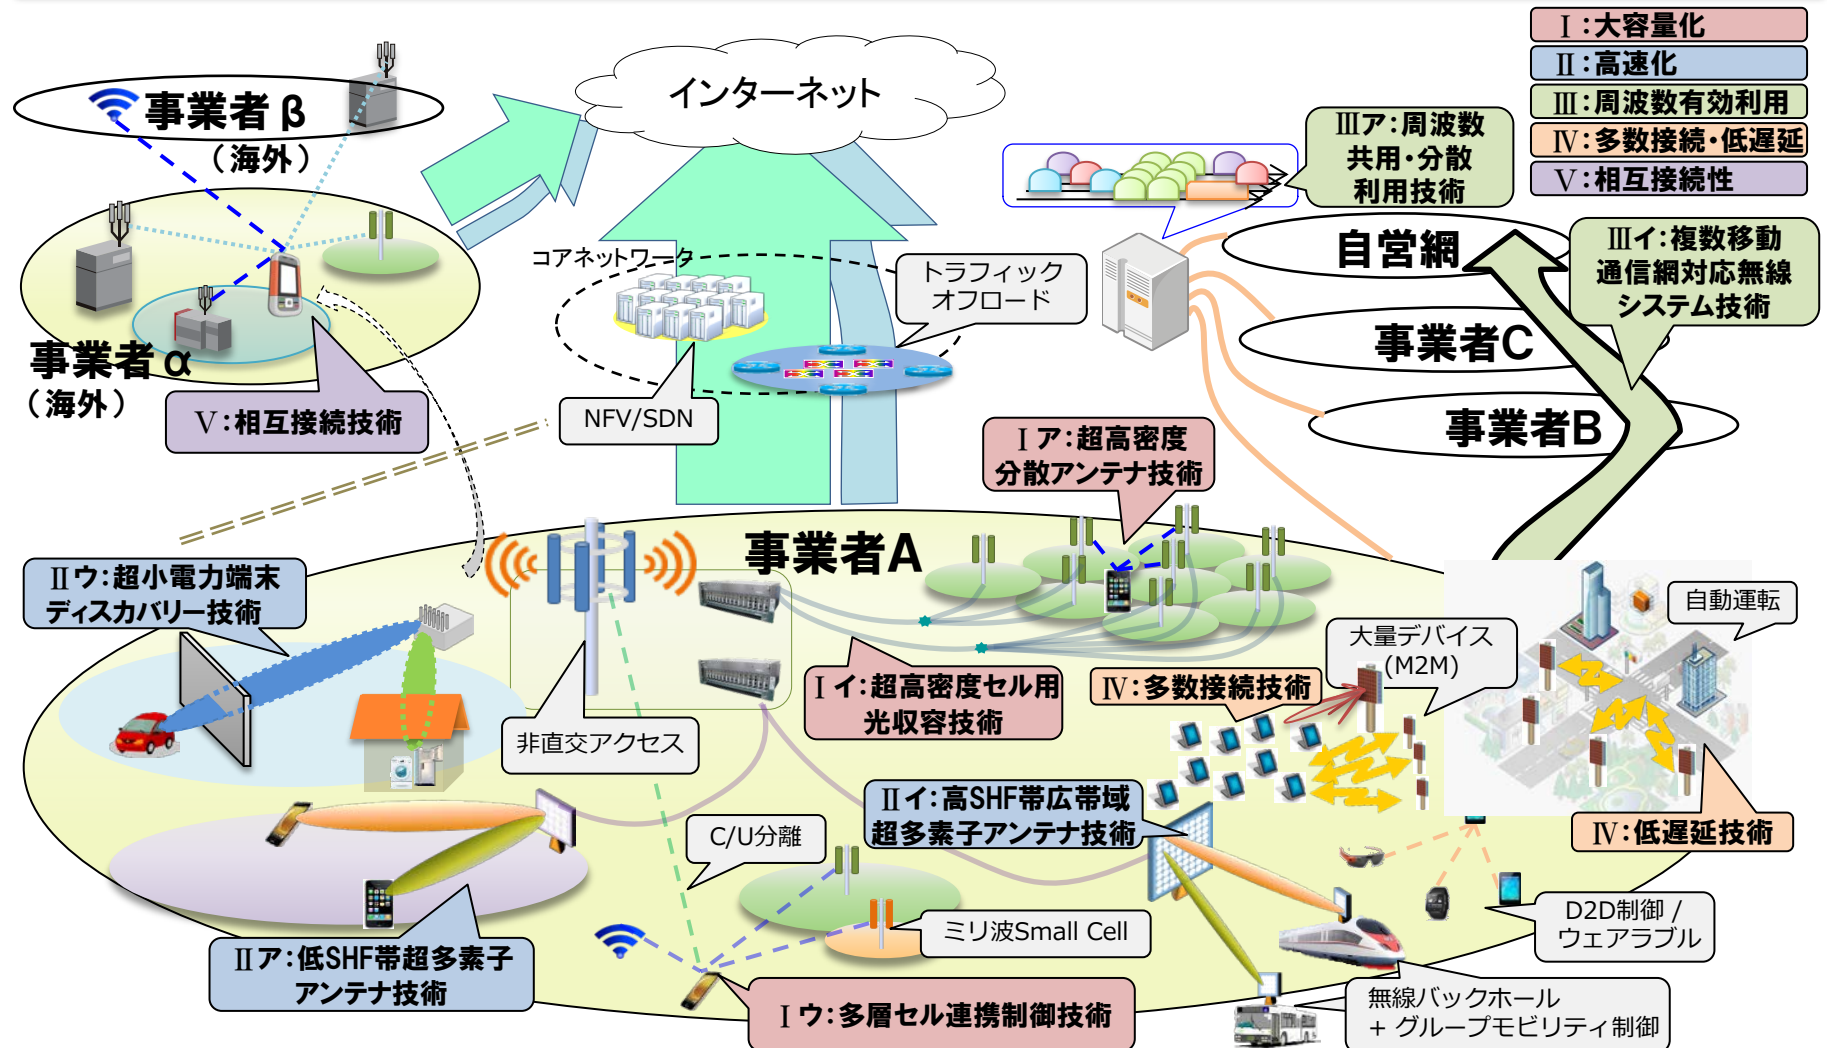 Ⅰ:大容量化
Ⅱ:高速化
Ⅲ:周波数有効利用
Ⅳ:多数接続・低遅延
Ⅴ:相互接続性
インターネット
事業者β
(海外)
Ⅲア:周波数
共用・分散
利用技術
自営網
Ⅲイ:複数移動
通信網対応無線
システム技術
コアネットワーク
トラフィック
オフロード
事業者C
事業者α
(海外)
Ⅴ:相互接続技術
NFV/SDN
事業者B
Ⅰア:超高密度
分散アンテナ技術
事業者A
Ⅱウ:超小電力端末
ディスカバリー技術
自動運転
大量デバイス
(M2M)
Ⅰイ:超高密度セル用
光収容技術
Ⅳ:多数接続技術
非直交アクセス
Ⅱイ:高SHF帯広帯域
超多素子アンテナ技術
Ⅳ:低遅延技術
C/U分離
ミリ波Small Cell
D2D制御 /
ウェアラブル
Ⅱア:低SHF帯超多素子
アンテナ技術
Ⅰウ:多層セル連携制御技術
無線バックホール
+ グループモビリティ制御